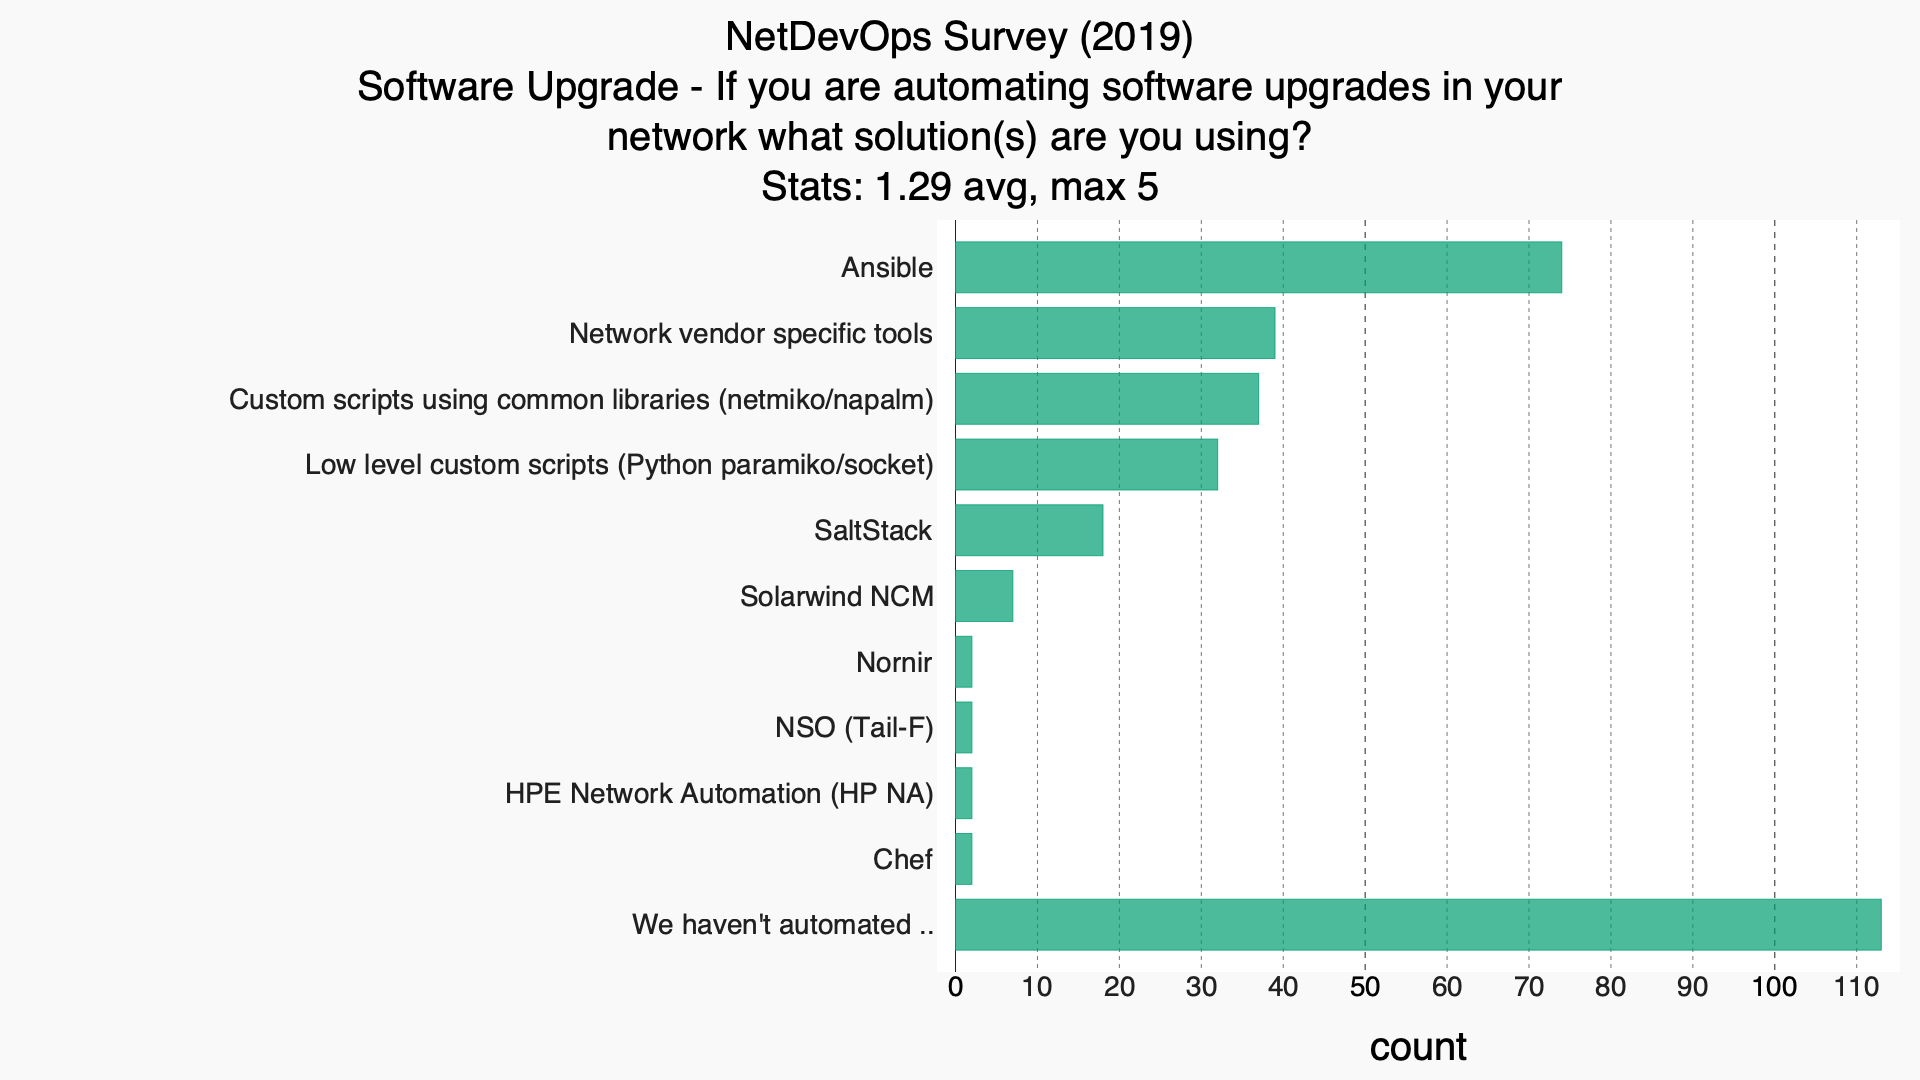 NetDevOps Survey (2019)
Software Upgrade - If you are automating software upgrades in your
network what solution(s) are you using?
Stats: 1.29 avg, max 5
Ansible
Network vendor specific tools
Custom scripts using common libraries (netmiko/napalm)
Low level custom scripts (Python paramiko/socket)
SaltStack
Solarwind NCM
Nornir
NSO (Tail-F)
HPE Network Automation (HP NA)
Chef
We haven't automated ..
0 10 20 30 40 50 60 70 80 90 100 110
count